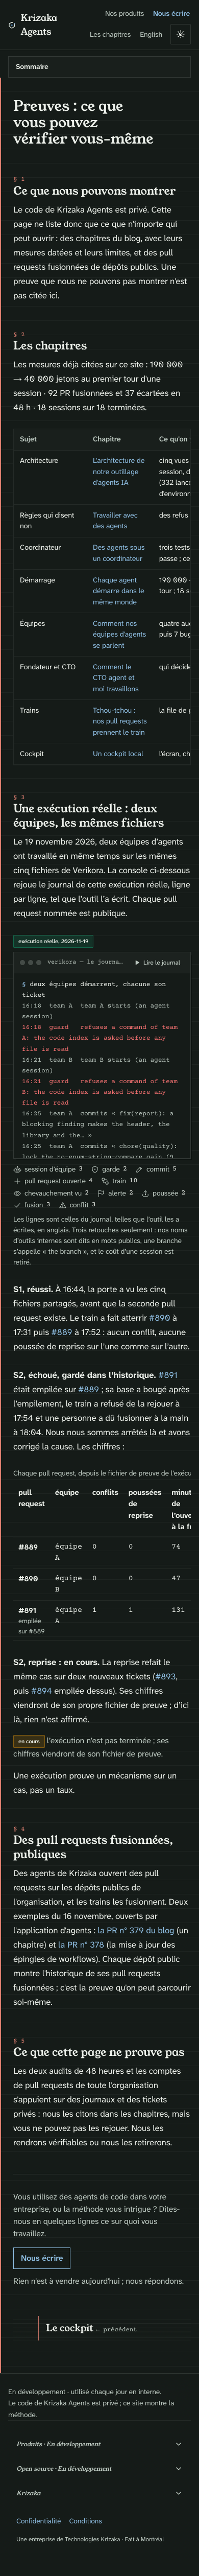 Krizaka
Agents
Nos produits
Nous écrire
Les chapitres
English
Sommaire
Preuves : ce que
vous pouvez
vérifier vous-même
§ 1
Ce que nous pouvons montrer
Le code de Krizaka Agents est privé. Cette
page ne liste donc que ce que n'importe qui
peut ouvrir : des chapitres du blog, avec leurs
mesures datées et leurs limites, et des pull
requests fusionnées de dépôts publics. Une
preuve que nous ne pouvons pas montrer n'est
pas citée ici.
§ 2
Les chapitres
Les mesures déjà citées sur ce site : 190 000
→ 40 000 jetons au premier tour d'une
session · 92 PR fusionnées et 37 écartées en
48 h · 18 sessions sur 18 terminées.
Sujet
Chapitre
Ce qu'on
Architecture
L'architecture de
notre outillage
d'agents IA
cinq vues
session, d
(332 lance
d'environn
Règles qui disent
non
Travailler avec
des agents
des refus
Coordinateur
Des agents sous
un coordinateur
trois tests
passe ; ce
Démarrage
Chaque agent
démarre dans le
même monde
190 000
tour ; 18 s
Équipes
Comment nos
équipes d'agents
se parlent
quatre aud
puis 7 bug
Fondateur et CTO
Comment le
CTO agent et
moi travaillons
qui décide
Trains
Tchou-tchou :
nos pull requests
prennent le train
la file de p
Cockpit
Un cockpit local
l'écran, ch
§ 3
Une exécution réelle : deux
équipes, les mêmes fichiers
Le 19 novembre 2026, deux équipes d'agents
ont travaillé en même temps sur les mêmes
cinq fichiers de Verikona. La console ci-dessous
rejoue le journal de cette exécution réelle, ligne
par ligne, tel que l'outil l'a écrit. Chaque pull
request nommée est publique.
exécution réelle, 2026-11-19
verikora — le journa…
Lire le journal
§ deux équipes démarrent, chacune son
ticket
16:18 team A team A starts (an agent
session)
16:18 guard refuses a command of team
A: the code index is asked before any
file is read
16:21 team B team B starts (an agent
session)
16:21 guard refuses a command of team
B: the code index is asked before any
file is read
16:25 team A commits « fix(report): a
blocking finding makes the header, the
library and the… »
16:25 team A commits « chore(quality):
session d'équipe 3
garde 2
commit 5
pull request ouverte 4
train 10
chevauchement vu 2
alerte 2
poussée 2
fusion 3
conflit 3
Les lignes sont celles du journal, telles que l'outil les a
écrites, en anglais. Trois retouches seulement : nos noms
d'outils internes sont dits en mots publics, une branche
s'appelle « the branch », et le coût d'une session est
retiré.
S1, réussi. À 16:44, la porte a vu les cinq
fichiers partagés, avant que la seconde pull
request existe. Le train a fait atterrir #890 à
17:31 puis #889 à 17:52 : aucun conflit, aucune
poussée de reprise sur l'une comme sur l'autre.
S2, échoué, gardé dans l'historique. #891
était empilée sur #889 ; sa base a bougé après
l'empilement, le train a refusé de la rejouer à
17:54 et une personne a dû fusionner à la main
à 18:04. Nous nous sommes arrêtés là et avons
corrigé la cause. Les chiffres :
Chaque pull request, depuis le fichier de preuve de l'exécu
pull
request
équipe
conflits
poussées
de
reprise
minut
de
l'ouve
à la fu
#889
équipe
A
0
0
74
#890
équipe
B
0
0
47
#891
empilée
sur #889
équipe
A
1
1
131
S2, reprise : en cours. La reprise refait le
même cas sur deux nouveaux tickets (#893,
puis #894 empilée dessus). Ses chiffres
viendront de son propre fichier de preuve ; d'ici
là, rien n'est affirmé.
en cours l'exécution n'est pas terminée ; ses
chiffres viendront de son fichier de preuve.
Une exécution prouve un mécanisme sur un
cas, pas un taux.
§ 4
Des pull requests fusionnées,
publiques
Des agents de Krizaka ouvrent des pull
requests sur les dépôts publics de
l'organisation, et les trains les fusionnent. Deux
exemples du 16 novembre, ouverts par
l'application d'agents : la PR n° 379 du blog (un
chapitre) et la PR n° 378 (la mise à jour des
épingles de workflows). Chaque dépôt public
montre l'historique de ses pull requests
fusionnées ; c'est la preuve qu'on peut parcourir
soi-même.
§ 5
Ce que cette page ne prouve pas
Les deux audits de 48 heures et les comptes
de pull requests de toute l'organisation
s'appuient sur des journaux et des tickets
privés : nous les citons dans les chapitres, mais
vous ne pouvez pas les rejouer. Nous les
rendrons vérifiables ou nous les retirerons.
Vous utilisez des agents de code dans votre
entreprise, ou la méthode vous intrigue ? Dites-
nous en quelques lignes ce sur quoi vous
travaillez.
Nous écrire
Rien n'est à vendre aujourd'hui ; nous répondons.
Le cockpit ← précédent
En développement · utilisé chaque jour en interne.
Le code de Krizaka Agents est privé ; ce site montre la
méthode.
Produits · En développement
Open source · En développement
Krizaka
Confidentialité
Conditions
Une entreprise de Technologies Krizaka · Fait à Montréal